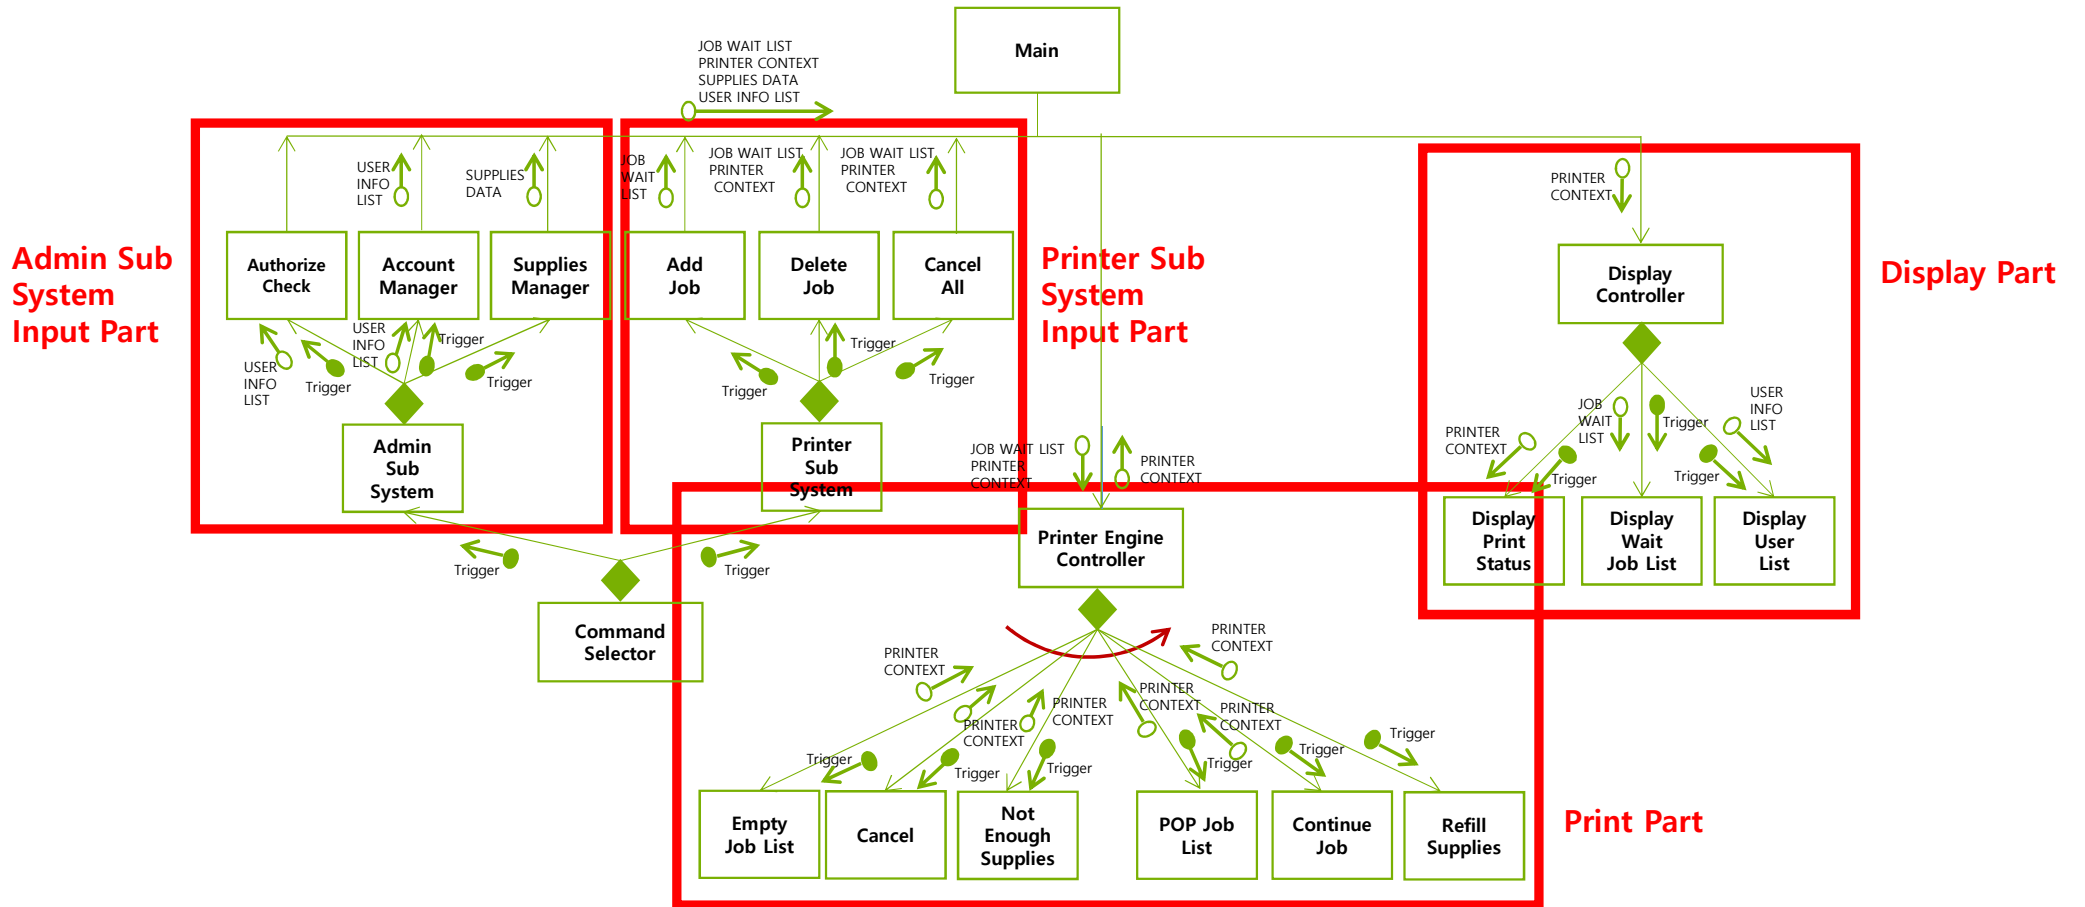 Main
JOB WAIT LIST
PRINTER CONTEXT
SUPPLIES DATA
USER INFO LIST
USER
INFO
LIST
SUPPLIES
DATA
JOB
WAIT
LIST
JOB WAIT LIST
PRINTER
CONTEXT
JOB WAIT LIST
PRINTER
CONTEXT
PRINTER
CONTEXT
Admin Sub
System
Input Part
Authorize
Check
Account
Manager
Supplies
Manager
Add
Job
Delete
Job
Cancel
All
Printer Sub
System
Input Part
Display
Controller
Display Part
USER
INFO
LIST
Trigger
USER
INFO
LIST
Trigger
Trigger
Trigger
Trigger
Trigger
Admin
Sub
System
Printer
Sub
System
JOB WAIT LIST
PRINTER
CONTEXT
PRINTER
CONTEXT
PRINTER
CONTEXT
Trigger
JOB
WAIT
LIST
Trigger
USER
INFO
LIST
Trigger
Display
Print
Status
Display
Wait
Job List
Display
User
List
Trigger
Trigger
Printer Engine
Controller
Command
Selector
PRINTER
CONTEXT
PRINTER
CONTEXT
PRINTER
CONTEXT
PRINTER
CONTEXT
PRINTER
CONTEXT
PRINTER
CONTEXT
Trigger
Trigger
Trigger
Trigger
Trigger
Trigger
Empty
Job List
Cancel
Not
Enough
Supplies
POP Job
List
Continue
Job
Refill
Supplies
Print Part